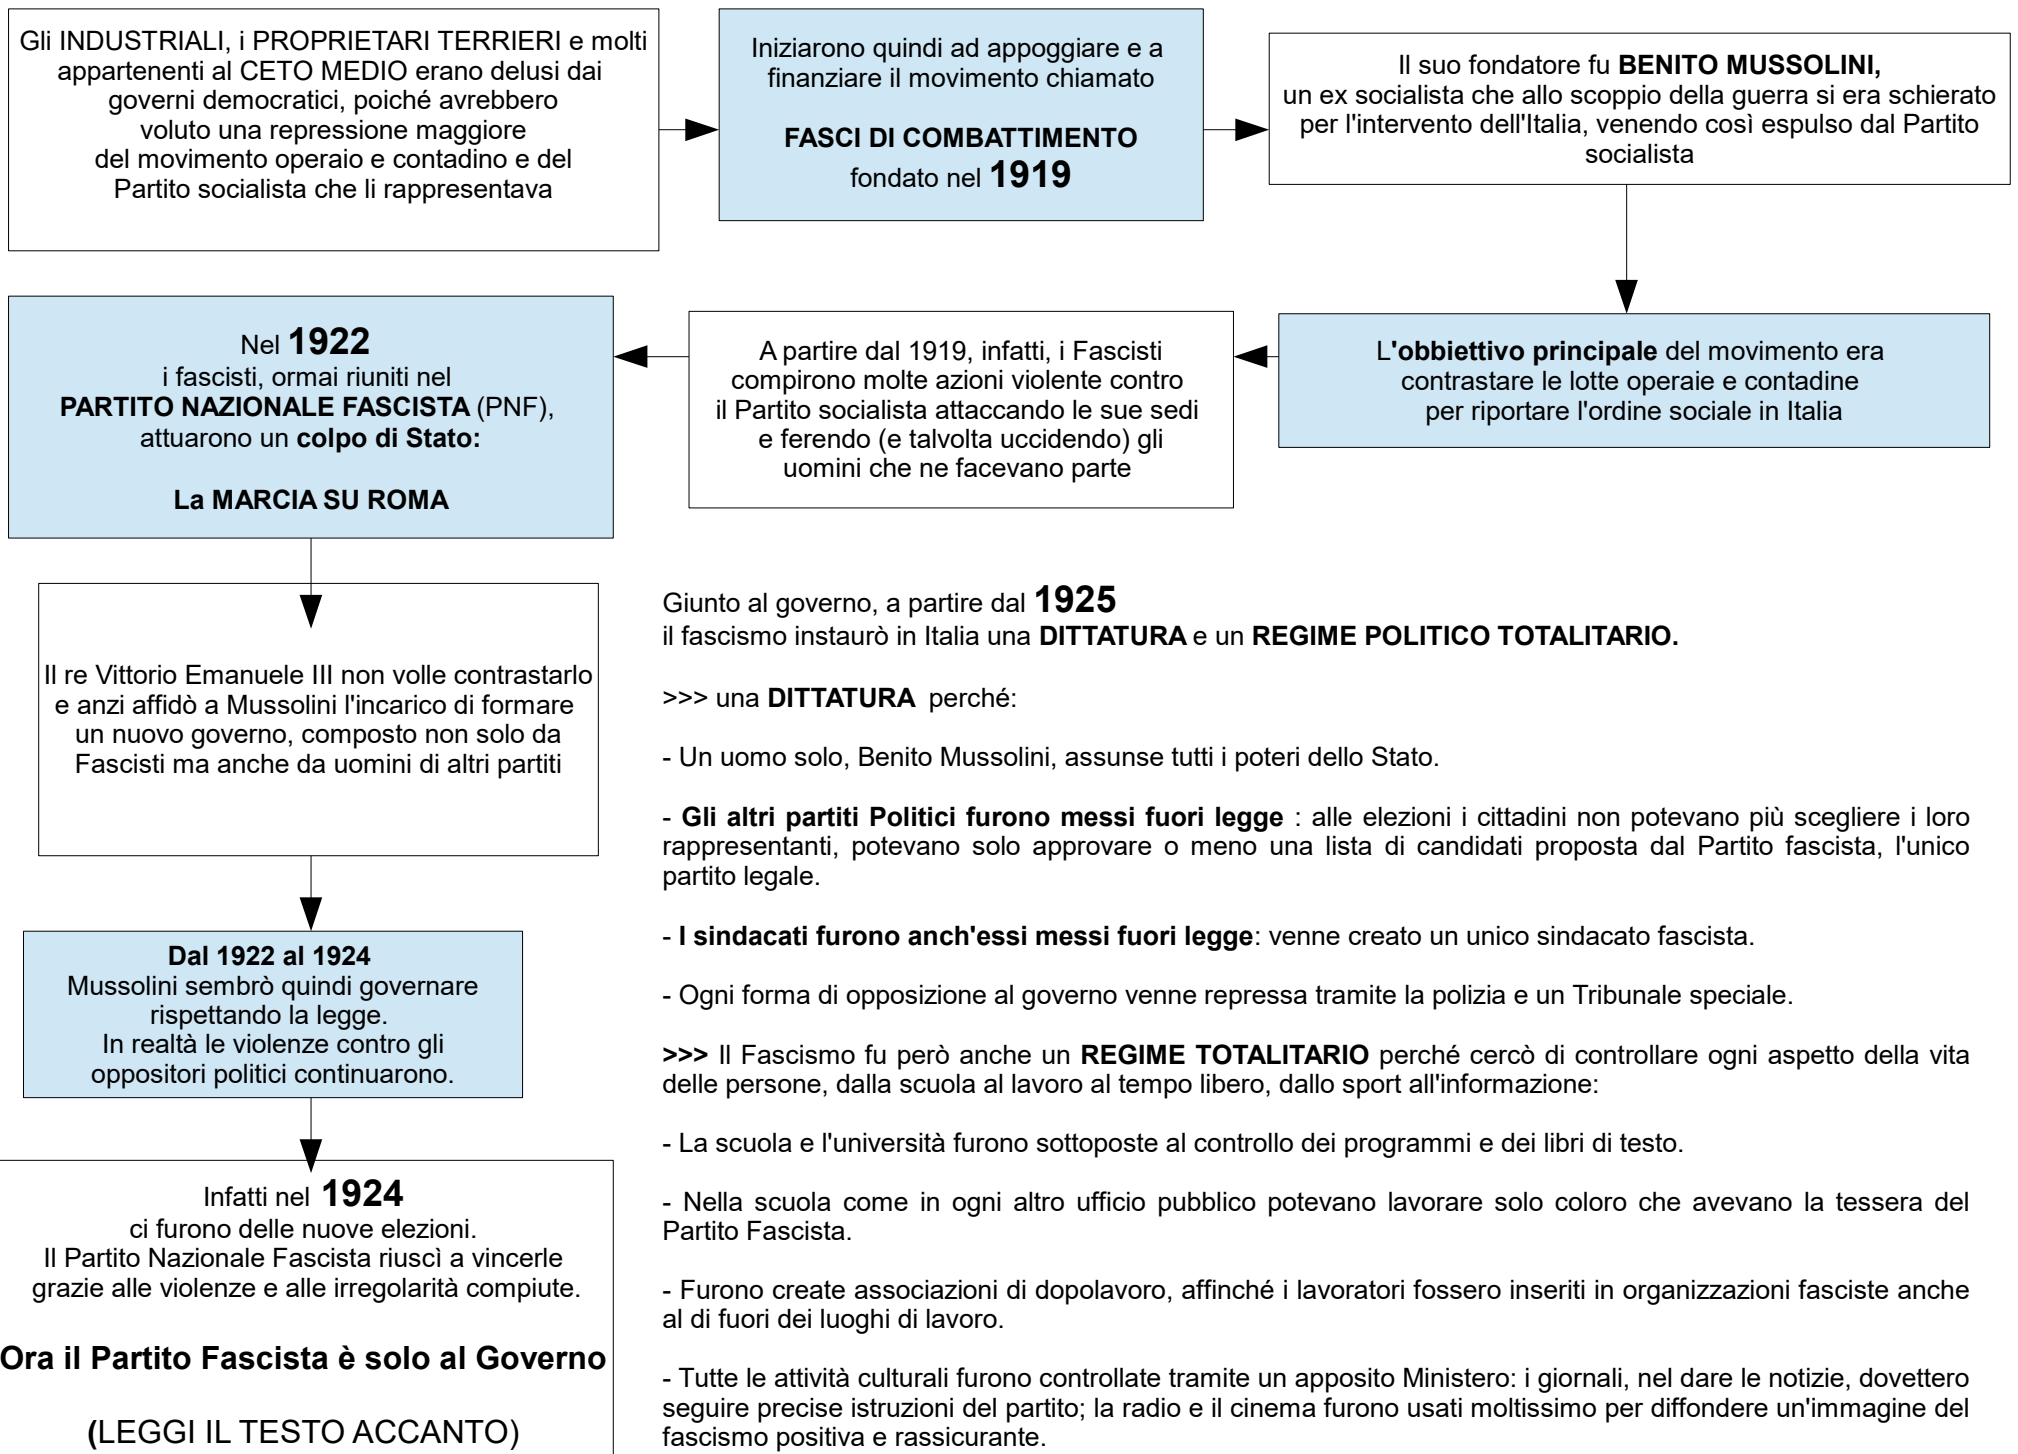 Gli INDUSTRIALI, i PROPRIETARI TERRIERI e molti
appartenenti al CETO MEDIO erano delusi dai
governi democratici, poiché avrebbero
voluto una repressione maggiore
del movimento operaio e contadino e del
Partito socialista che li rappresentava
Iniziarono quindi ad appoggiare e a
finanziare il movimento chiamato
FASCI DI COMBATTIMENTO
fondato nel 1919
Il suo fondatore fu BENITO MUSSOLINI,
un ex socialista che allo scoppio della guerra si era schierato
per l'intervento dell'Italia, venendo così espulso dal Partito
socialista
L'obbiettivo principale del movimento era
contrastare le lotte operaie e contadine
per riportare l'ordine sociale in Italia
A partire dal 1919, infatti, i Fascisti
compirono molte azioni violente contro
il Partito socialista attaccando le sue sedi
e ferendo (e talvolta uccidendo) gli
uomini che ne facevano parte
Nel 1922
i fascisti, ormai riuniti nel
PARTITO NAZIONALE FASCISTA (PNF),
attuarono un colpo di Stato:
La MARCIA SU ROMA
Il re Vittorio Emanuele III non volle contrastarlo
e anzi affidò a Mussolini l'incarico di formare
un nuovo governo, composto non solo da
Fascisti ma anche da uomini di altri partiti
Dal 1922 al 1924
Mussolini sembrò quindi governare
rispettando la legge.
In realtà le violenze contro gli
oppositori politici continuarono.
Infatti nel 1924
ci furono delle nuove elezioni.
Il Partito Nazionale Fascista riuscì a vincerle
grazie alle violenze e alle irregolarità compiute.
Ora il Partito Fascista è solo al Governo
(LEGGI IL TESTO ACCANTO)
Giunto al governo, a partire dal 1925
il fascismo instaurò in Italia una DITTATURA e un REGIME POLITICO TOTALITARIO.
>>> una DITTATURA perché:
- Un uomo solo, Benito Mussolini, assunse tutti i poteri dello Stato.
- Gli altri partiti Politici furono messi fuori legge : alle elezioni i cittadini non potevano più scegliere i loro
rappresentanti, potevano solo approvare o meno una lista di candidati proposta dal Partito fascista, l'unico
partito legale.
- I sindacati furono anch'essi messi fuori legge: venne creato un unico sindacato fascista.
- Ogni forma di opposizione al governo venne repressa tramite la polizia e un Tribunale speciale.
>>> Il Fascismo fu però anche un REGIME TOTALITARIO perché cercò di controllare ogni aspetto della vita
delle persone, dalla scuola al lavoro al tempo libero, dallo sport all'informazione:
- La scuola e l'università furono sottoposte al controllo dei programmi e dei libri di testo.
- Nella scuola come in ogni altro ufficio pubblico potevano lavorare solo coloro che avevano la tessera del
Partito Fascista.
- Furono create associazioni di dopolavoro, affinché i lavoratori fossero inseriti in organizzazioni fasciste anche
al di fuori dei luoghi di lavoro.
- Tutte le attività culturali furono controllate tramite un apposito Ministero: i giornali, nel dare le notizie, dovettero
seguire precise istruzioni del partito; la radio e il cinema furono usati moltissimo per diffondere un'immagine del
fascismo positiva e rassicurante.